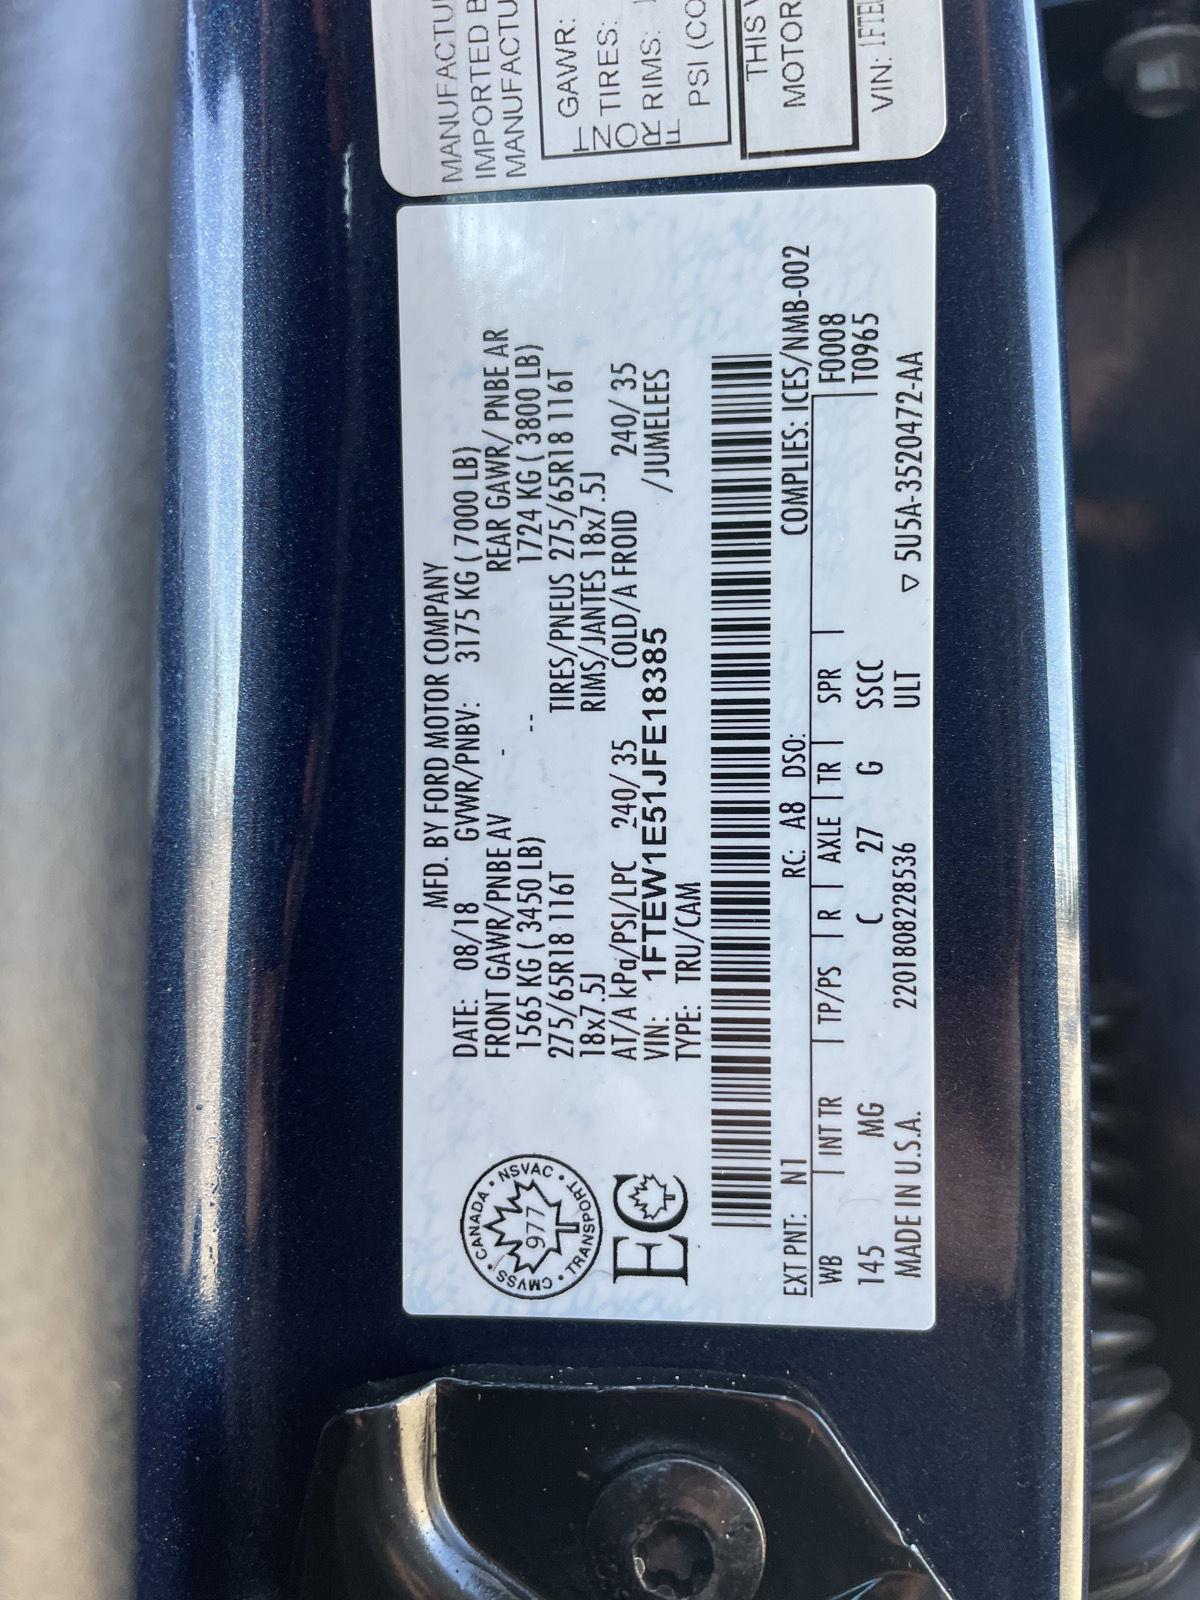 MFD. BY FORD MOTOR COMPANY
DATE: 08/18 GVWR/PNBV: 3175 KG ( 7000 LB)
FRONT GAWR/PNBE AV - REAR GAWR/ PNBE AR
1565 KG ( 3450 LB) -- 1724 KG ( 3800 LB)
275/65R18 116T TIRES/PNEUS 275/65R18 116T
18x7.5J RIMS/JANTES 18x7.5J
AT/A kPa/PSI/LPC 240/ 35 COLD/A FROID 240/ 35
VIN: 1FTEW1E51JFE18385 /JUMELEES
TYPE: TRU/CAM
CANADA • NSVAC • TRANSPORT • CMVSS •
977
EC
EXT PNT: N1 RC: A8 DSO: COMPLIES: ICES/NMB-002
WB | INT TR | TP/PS | R | AXLE | TR | SPR | F0008
145 MG C 27 G SSCC T0965
MADE IN U.S.A. 220180828536 ULT ▽ 5U5A-3520472-AA
MANUFACTU
IMPORTED B
MANUFACTU
FRONT
GAWR:
TIRES:
RIMS:
PSI (CO
THIS
MOTOR
VIN: 1FTE